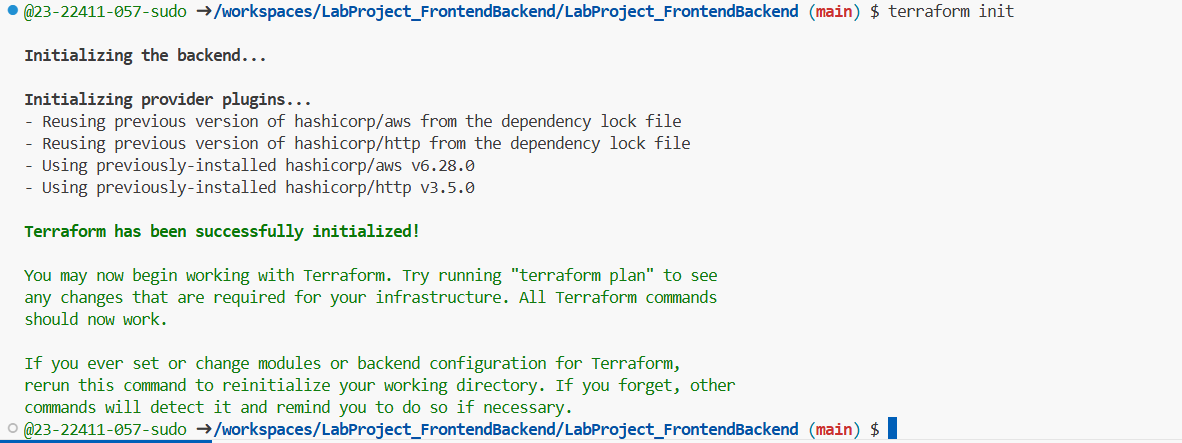 @23-22411-057-sudo →/workspaces/LabProject_FrontendBackend/LabProject_FrontendBackend (main) $ terraform init
Initializing the backend...
Initializing provider plugins...
- Reusing previous version of hashicorp/aws from the dependency lock file
- Reusing previous version of hashicorp/http from the dependency lock file
- Using previously-installed hashicorp/aws v6.28.0
- Using previously-installed hashicorp/http v3.5.0
Terraform has been successfully initialized!
You may now begin working with Terraform. Try running "terraform plan" to see
any changes that are required for your infrastructure. All Terraform commands
should now work.
If you ever set or change modules or backend configuration for Terraform,
rerun this command to reinitialize your working directory. If you forget, other
commands will detect it and remind you to do so if necessary.
@23-22411-057-sudo →/workspaces/LabProject_FrontendBackend/LabProject_FrontendBackend (main) $